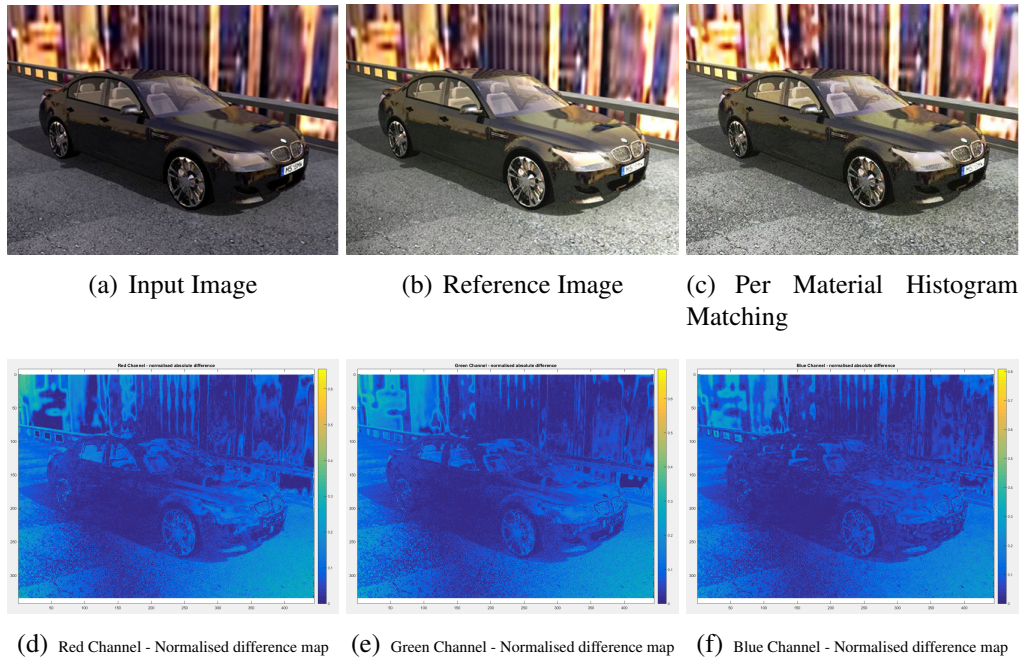 (a) Input Image
(b) Reference Image
(c) Per Material Histogram
Matching
Red Channel - normalised absolute difference
Green Channel - normalised absolute difference
Blue Channel - normalised absolute difference
(d) Red Channel - Normalised difference map
(e) Green Channel - Normalised difference map
(f) Blue Channel - Normalised difference map